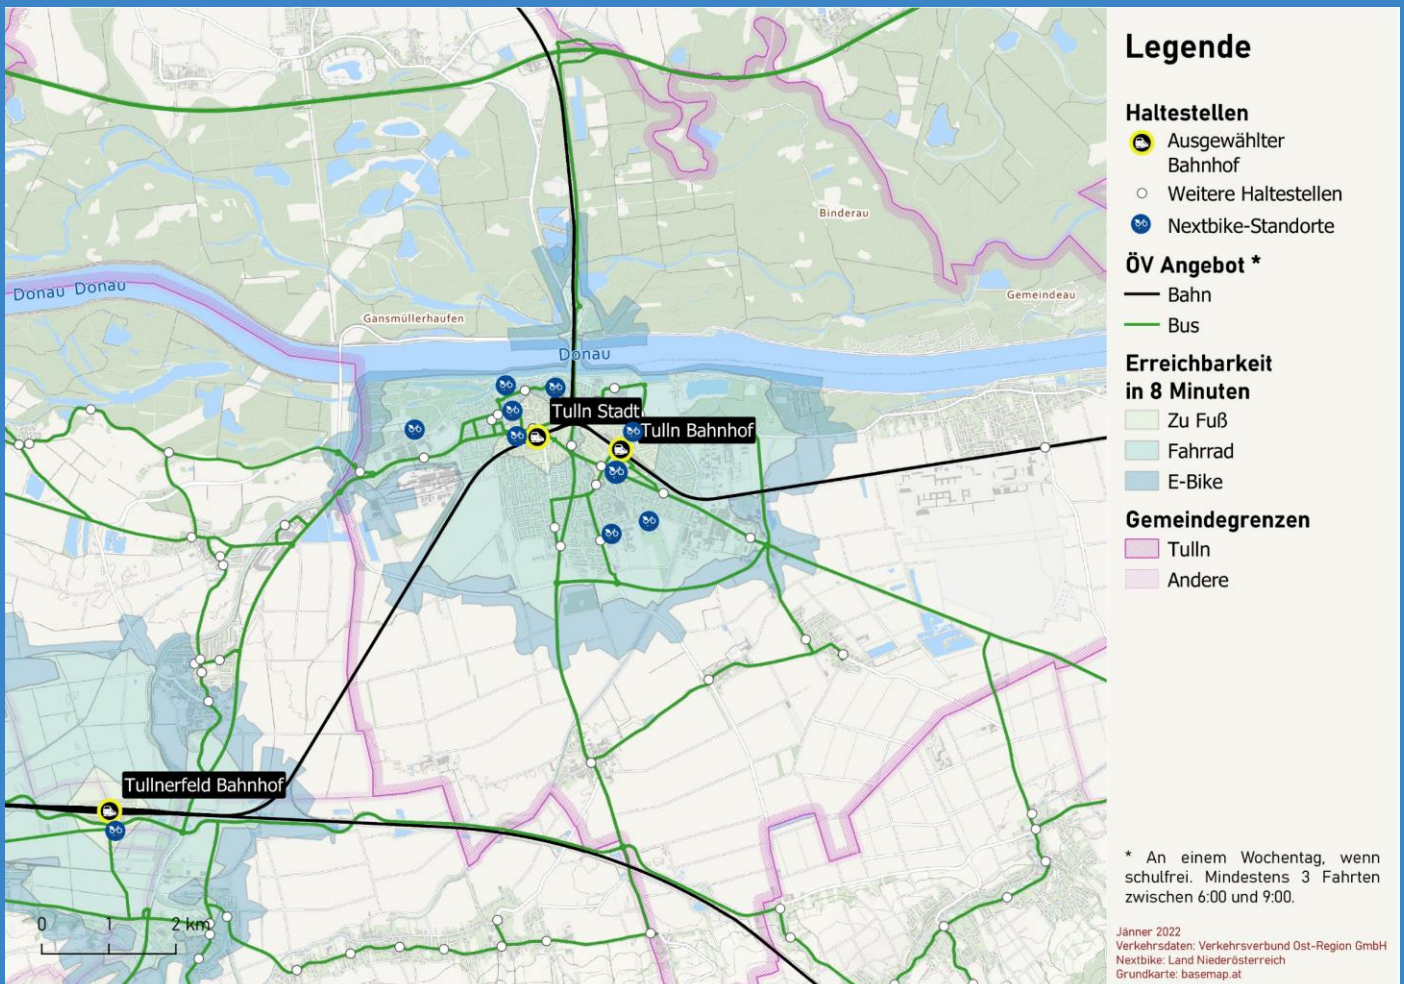 Binderau
Gemeindeau
Donau Donau
Gansmüllerhaufen
Donau
Tulln Stadt
Tulln Bahnhof
Tullnerfeld Bahnhof
0 1 2 km
Legende
Haltestellen
Ausgewählter
Bahnhof
Weitere Haltestellen
Nextbike-Standorte
ÖV Angebot *
Bahn
Bus
Erreichbarkeit
in 8 Minuten
Zu Fuß
Fahrrad
E-Bike
Gemeindegrenzen
Tulln
Andere
* An einem Wochentag, wenn
schulfrei. Mindestens 3 Fahrten
zwischen 6:00 und 9:00.
Jänner 2022
Verkehrsdaten: Verkehrsverbund Ost-Region GmbH
Nextbike: Land Niederösterreich
Grundkarte: basemap.at